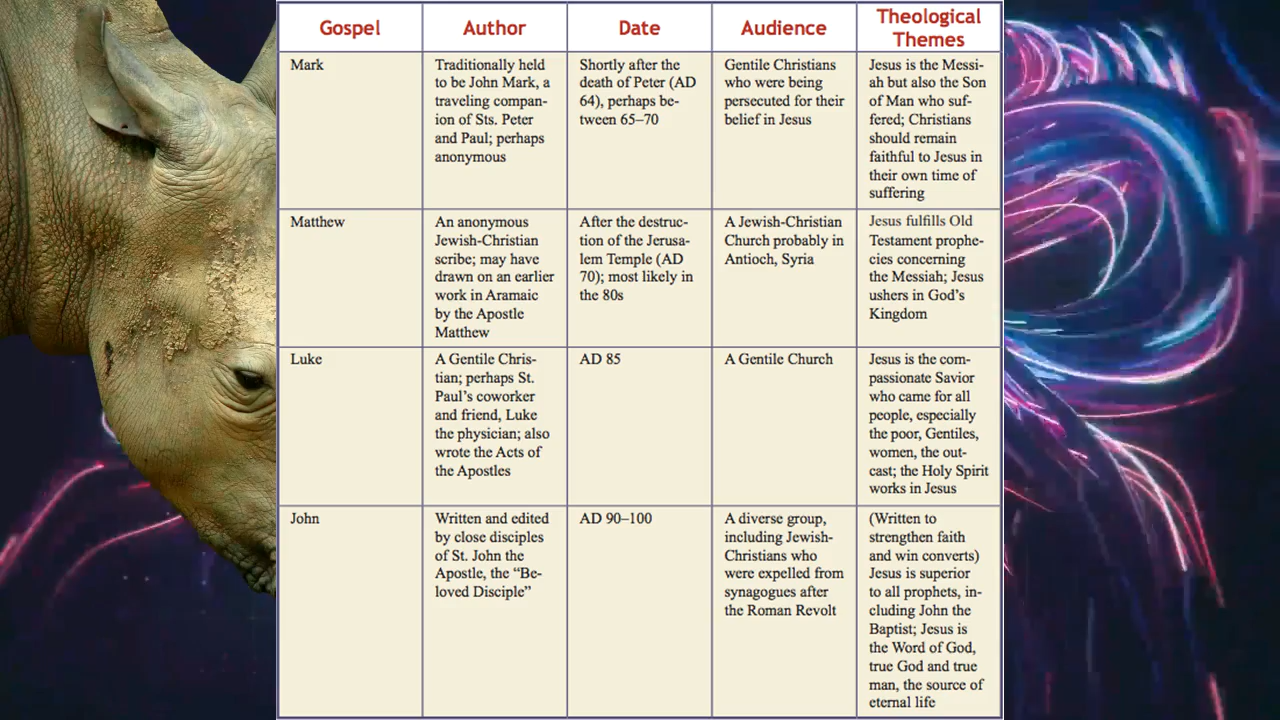 Gospel
Author
Date
Audience
Theological
Themes
Mark
Traditionally held
to be John Mark, a
traveling compan-
ion of Sts. Peter
and Paul; perhaps
anonymous
Shortly after the
death of Peter (AD
64), perhaps be-
tween 65–70
Gentile Christians
who were being
persecuted for their
belief in Jesus
Jesus is the Messi-
ah but also the Son
of Man who suf-
fered; Christians
should remain
faithful to Jesus in
their own time of
suffering
Matthew
An anonymous
Jewish-Christian
scribe; may have
drawn on an earlier
work in Aramaic
by the Apostle
Matthew
After the destruc-
tion of the Jerusa-
lem Temple (AD
70); most likely in
the 80s
A Jewish-Christian
Church probably in
Antioch, Syria
Jesus fulfills Old
Testament prophe-
cies concerning
the Messiah; Jesus
ushers in God’s
Kingdom
Luke
A Gentile Chris-
tian; perhaps St.
Paul’s coworker
and friend, Luke
the physician; also
wrote the Acts of
the Apostles
AD 85
A Gentile Church
Jesus is the com-
passionate Savior
who came for all
people, especially
the poor, Gentiles,
women, the out-
cast; the Holy Spirit
works in Jesus
John
Written and edited
by close disciples
of St. John the
Apostle, the “Be-
loved Disciple”
AD 90–100
A diverse group,
including Jewish-
Christians who
were expelled from
synagogues after
the Roman Revolt
(Written to
strengthen faith
and win converts)
Jesus is superior
to all prophets, in-
cluding John the
Baptist; Jesus is
the Word of God,
true God and true
man, the source of
eternal life